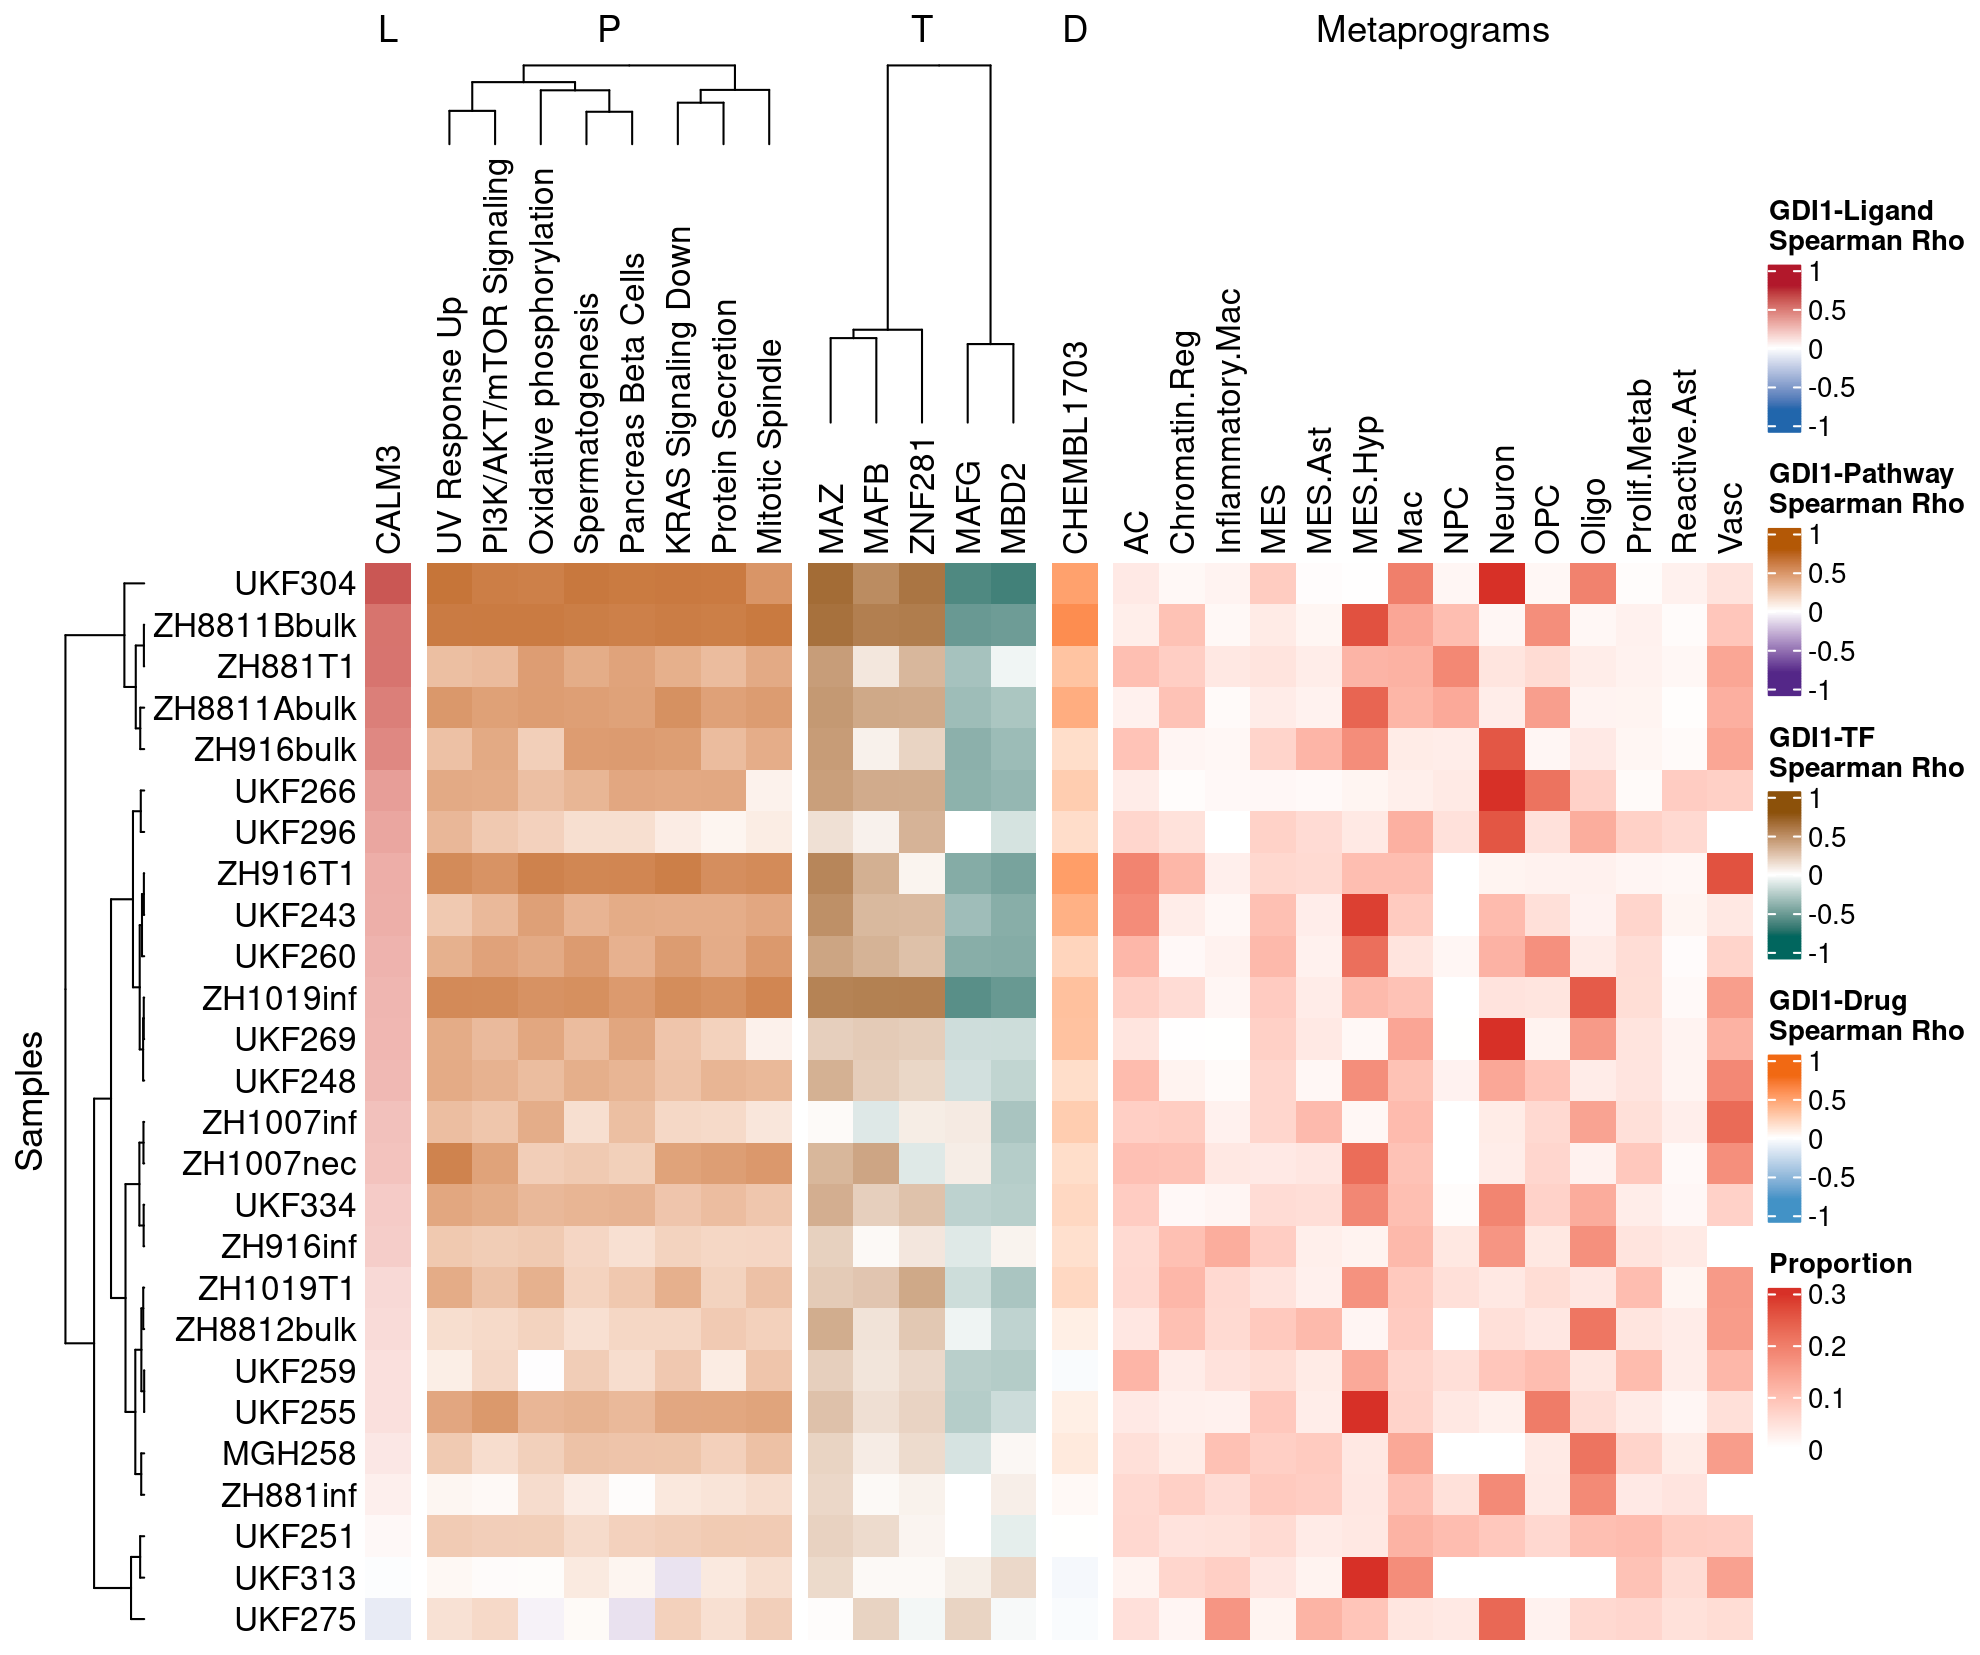 L P T D Metaprograms
UV Response Up
PI3K/AKT/mTOR Signaling
Oxidative phosphorylation
Spermatogenesis
Pancreas Beta Cells
KRAS Signaling Down
Protein Secretion
Mitotic Spindle
CALM3
MAZ
MAFB
ZNF281
MAFG
MBD2
CHEMBL1703
AC
Chromatin.Reg
Inflammatory.Mac
MES
MES.Ast
MES.Hyp
Mac
NPC
Neuron
OPC
Oligo
Prolif.Metab
Reactive.Ast
Vasc
Samples
UKF304
ZH8811Bbulk
ZH881T1
ZH8811Abulk
ZH916bulk
UKF266
UKF296
ZH916T1
UKF243
UKF260
ZH1019inf
UKF269
UKF248
ZH1007inf
ZH1007nec
UKF334
ZH916inf
ZH1019T1
ZH8812bulk
UKF259
UKF255
MGH258
ZH881inf
UKF251
UKF313
UKF275
GDI1-Ligand
Spearman Rho
1
0.5
0
-0.5
-1
GDI1-Pathway
Spearman Rho
1
0.5
0
-0.5
-1
GDI1-TF
Spearman Rho
1
0.5
0
-0.5
-1
GDI1-Drug
Spearman Rho
1
0.5
0
-0.5
-1
Proportion
0.3
0.2
0.1
0